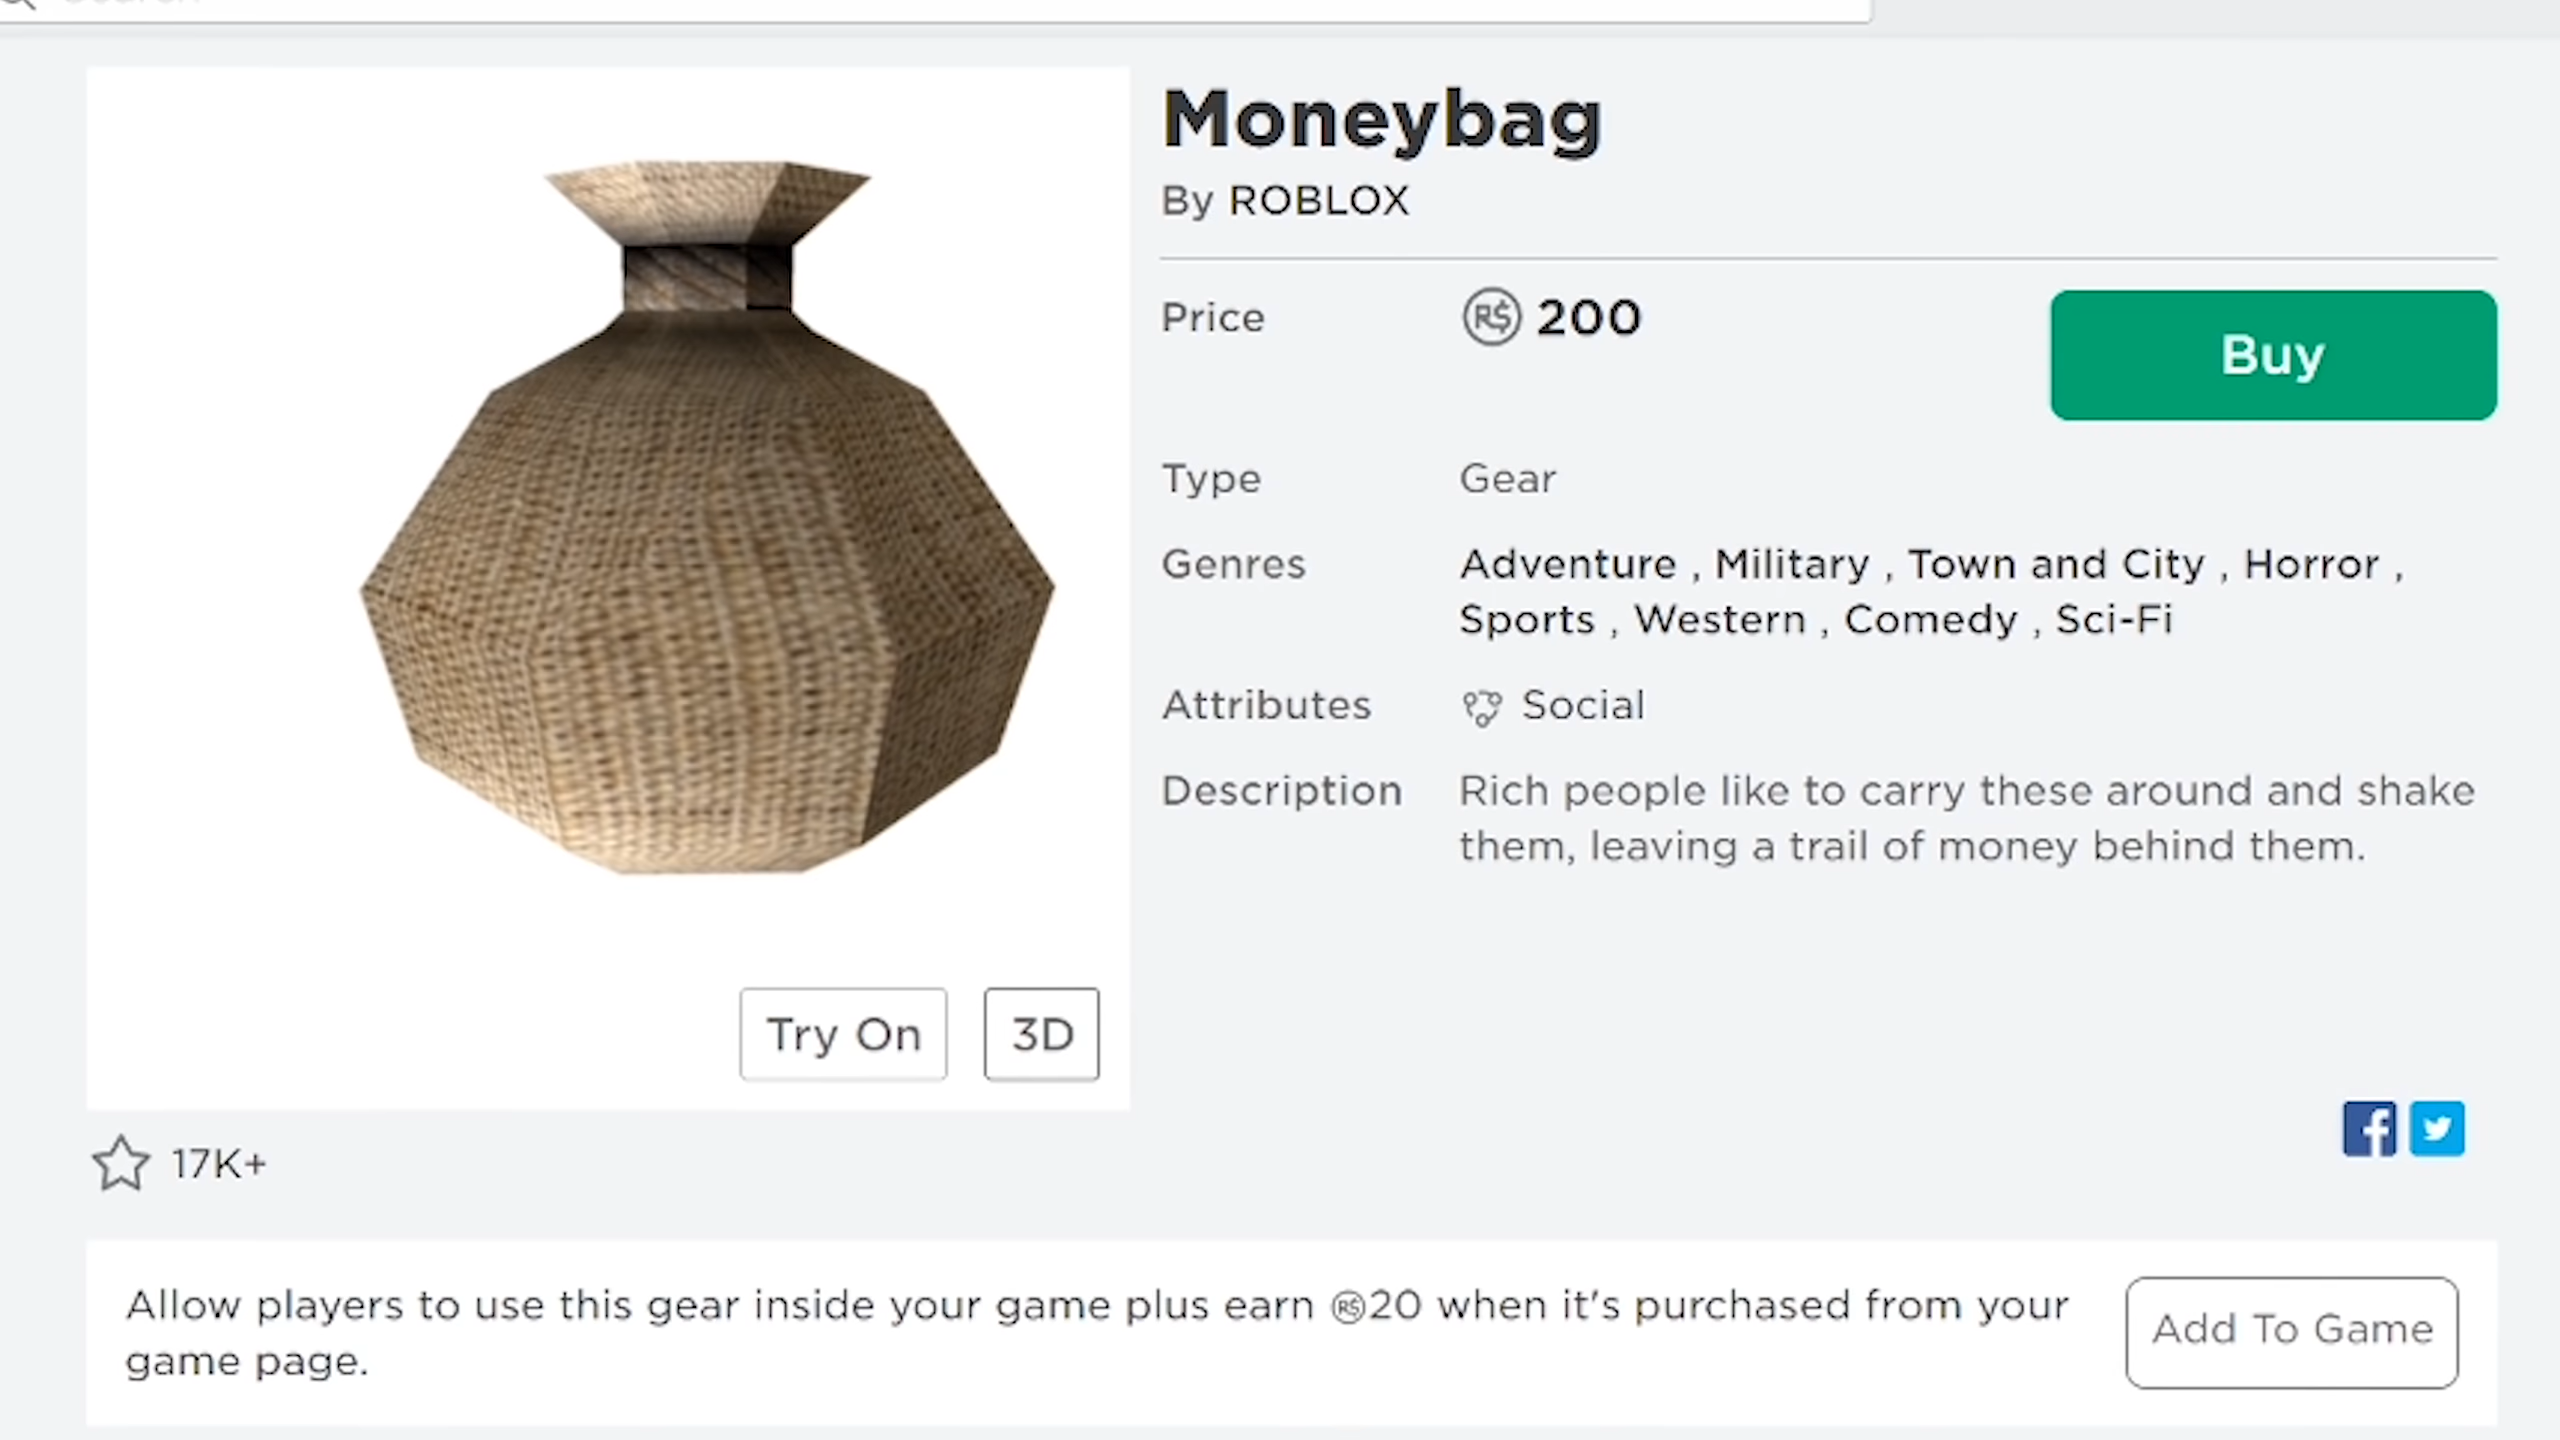 Moneybag
By ROBLOX
Price R$ 200
Buy
Type Gear
Genres Adventure , Military , Town and City , Horror ,
Sports , Western , Comedy , Sci-Fi
Attributes Social
Description Rich people like to carry these around and shake
them, leaving a trail of money behind them.
Try On 3D
17K+
Allow players to use this gear inside your game plus earn R$20 when it's purchased from your
game page.
Add To Game